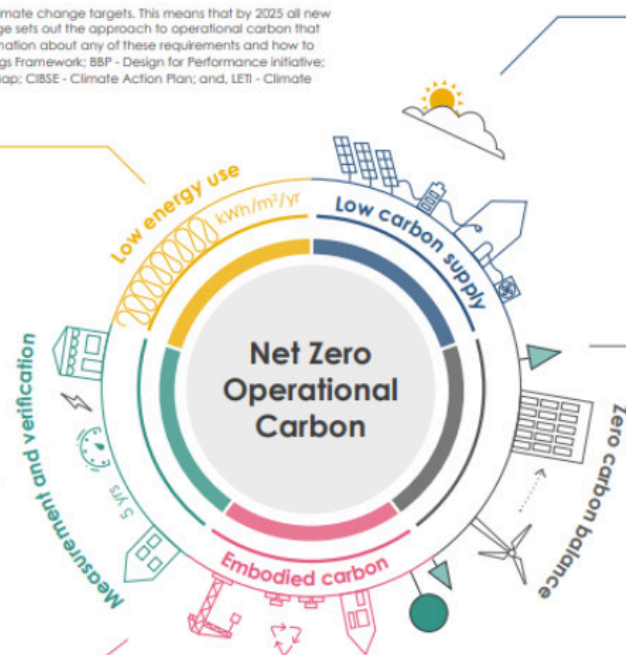 imate change targets. This means that by 2025 all new
ge sets out the approach to operational carbon that
mation about any of these requirements and how to
gs Framework; BBP - Design for Performance initiative;
ap; CIBSE - Climate Action Plan; and, LETI - Climate
Low energy use
kWh/m²/yr
Low carbon supply
Net Zero
Operational
Carbon
Measurement and verification
5 yrs
Zero carbon balance
Embodied carbon